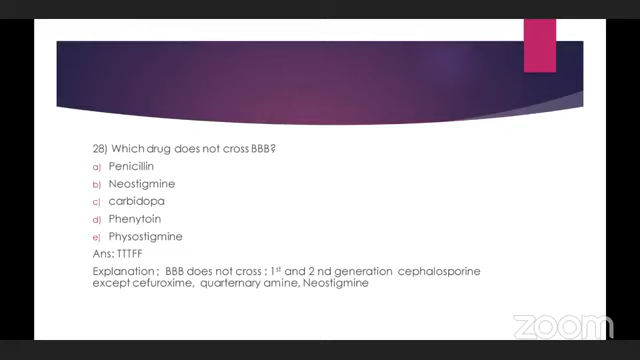 28) Which drug does not cross BBB?
a) Penicillin
b) Neostigmine
c) carbidopa
d) Phenytoin
e) Physostigmine
Ans: TTTFF
Explanation ; BBB does not cross : 1st and 2 nd generation cephalosporine
except cefuroxime, quarternary amine, Neostigmine
zoom